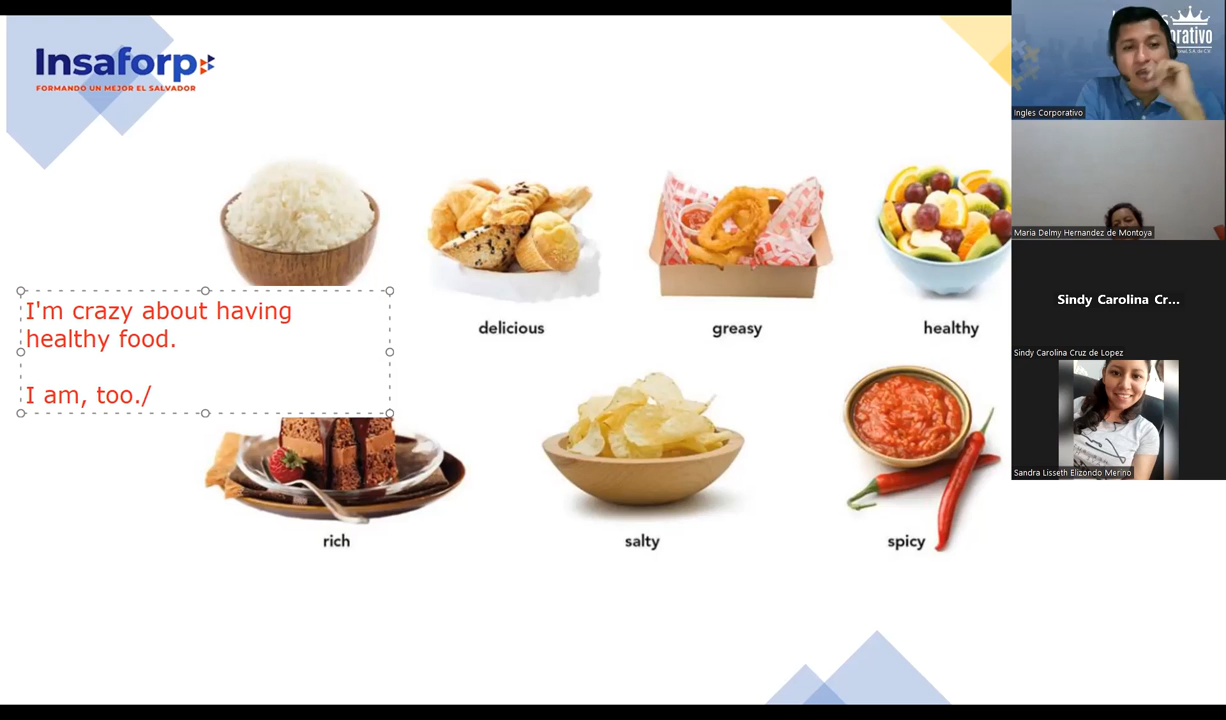 Insaforp
FORMANDO UN MEJOR EL SALVADOR
delicious
greasy
healthy
I'm crazy about having
healthy food.
I am, too./
rich
salty
spicy
Ingles Corporativo
Maria Delmy Hernandez de Montoya
Sindy Carolina Cr...
Sindy Carolina Cruz de Lopez
Sandra Lisseth Elizondo Merino